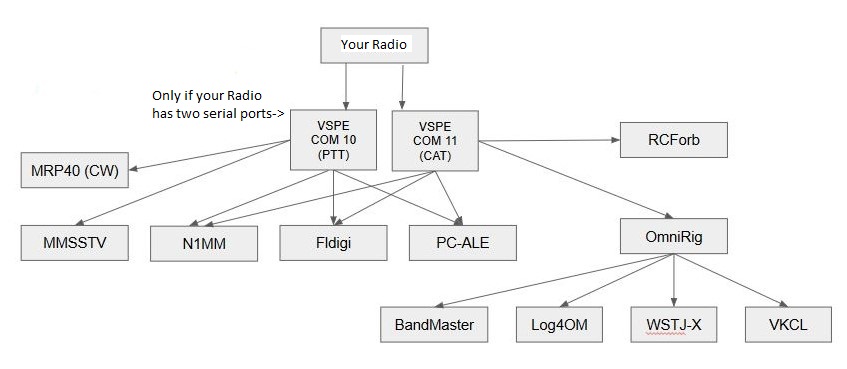 Your Radio
Only if your Radio
has two serial ports->
VSPE
COM 10
(PTT)
VSPE
COM 11
(CAT)
RCForb
MRP40 (CW)
MMSSTV
N1MM
Fldigi
PC-ALE
OmniRig
BandMaster
Log4OM
WSTJ-X
VKCL